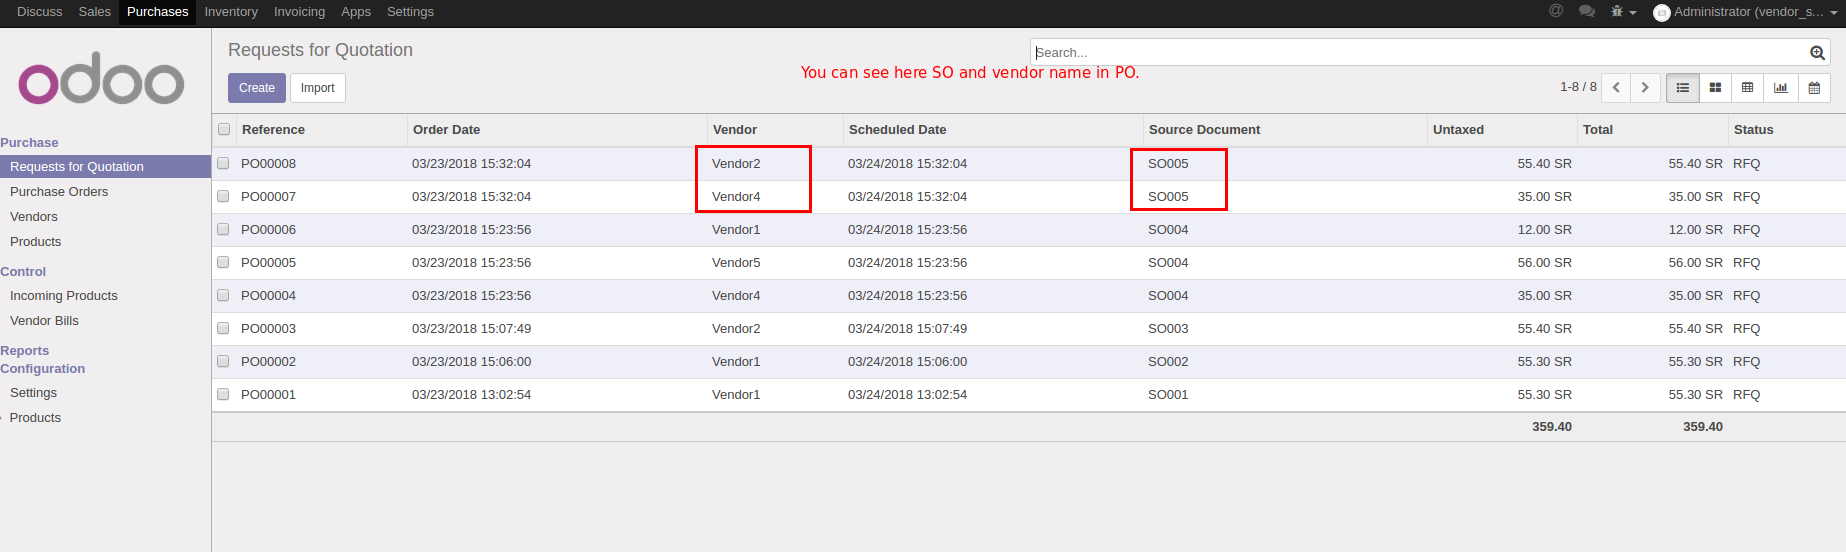 Discuss Sales Purchases Inventory Invoicing Apps Settings @ Administrator (vendor_s...
odoo
Requests for Quotation
Search...
You can see here SO and vendor name in PO.
Create Import
1-8 / 8
Purchase
Requests for Quotation
Purchase Orders
Vendors
Products
Control
Incoming Products
Vendor Bills
Reports
Configuration
Settings
Products
Reference Order Date Vendor Scheduled Date Source Document Untaxed Total Status
PO00008 03/23/2018 15:32:04 Vendor2 03/24/2018 15:32:04 SO005 55.40 SR 55.40 SR RFQ
PO00007 03/23/2018 15:32:04 Vendor4 03/24/2018 15:32:04 SO005 35.00 SR 35.00 SR RFQ
PO00006 03/23/2018 15:23:56 Vendor1 03/24/2018 15:23:56 SO004 12.00 SR 12.00 SR RFQ
PO00005 03/23/2018 15:23:56 Vendor5 03/24/2018 15:23:56 SO004 56.00 SR 56.00 SR RFQ
PO00004 03/23/2018 15:23:56 Vendor4 03/24/2018 15:23:56 SO004 35.00 SR 35.00 SR RFQ
PO00003 03/23/2018 15:07:49 Vendor2 03/24/2018 15:07:49 SO003 55.40 SR 55.40 SR RFQ
PO00002 03/23/2018 15:06:00 Vendor1 03/24/2018 15:06:00 SO002 55.30 SR 55.30 SR RFQ
PO00001 03/23/2018 13:02:54 Vendor1 03/24/2018 13:02:54 SO001 55.30 SR 55.30 SR RFQ
359.40 359.40